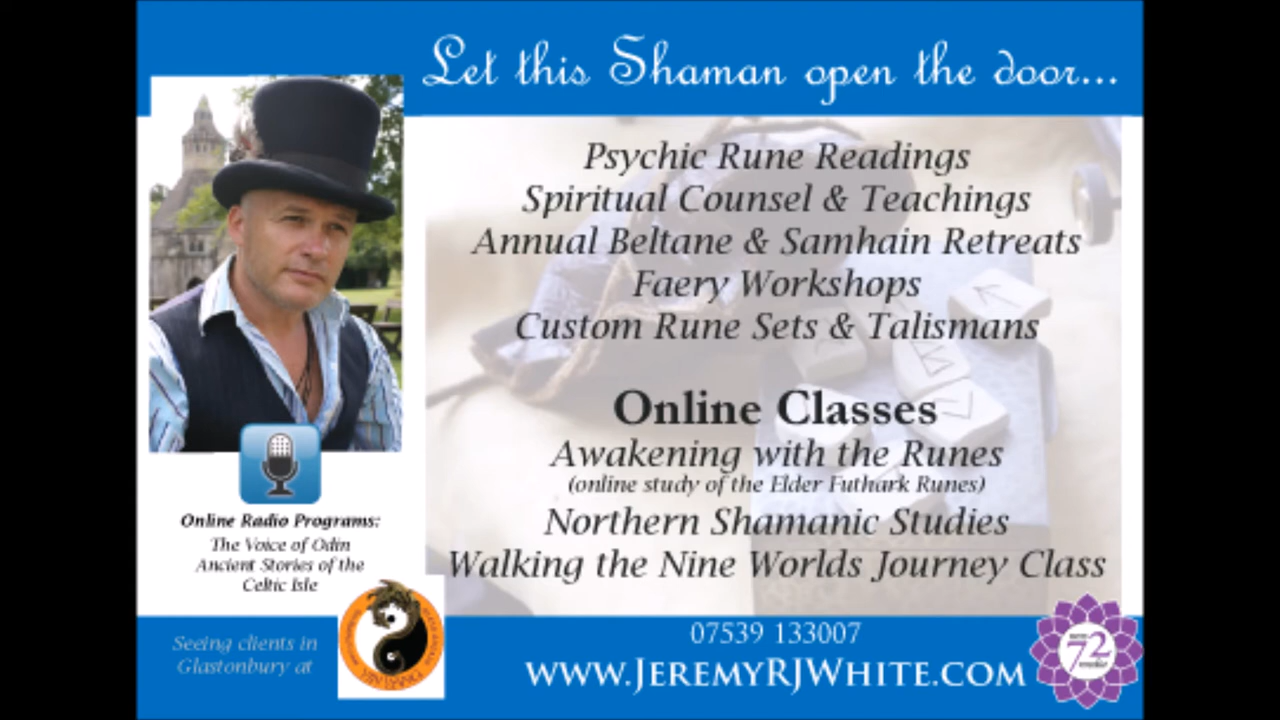 Let this Shaman open the door...
Psychic Rune Readings
Spiritual Counsel & Teachings
Annual Beltane & Samhain Retreats
Faery Workshops
Custom Rune Sets & Talismans
Online Classes
Awakening with the Runes
(online study of the Elder Futhark Runes)
Northern Shamanic Studies
Walking the Nine Worlds Journey Class
Online Radio Programs:
The Voice of Odin
Ancient Stories of the
Celtic Isle
Seeing clients in
Glastonbury at
07539 133007
www.JeremyRJWhite.com
72